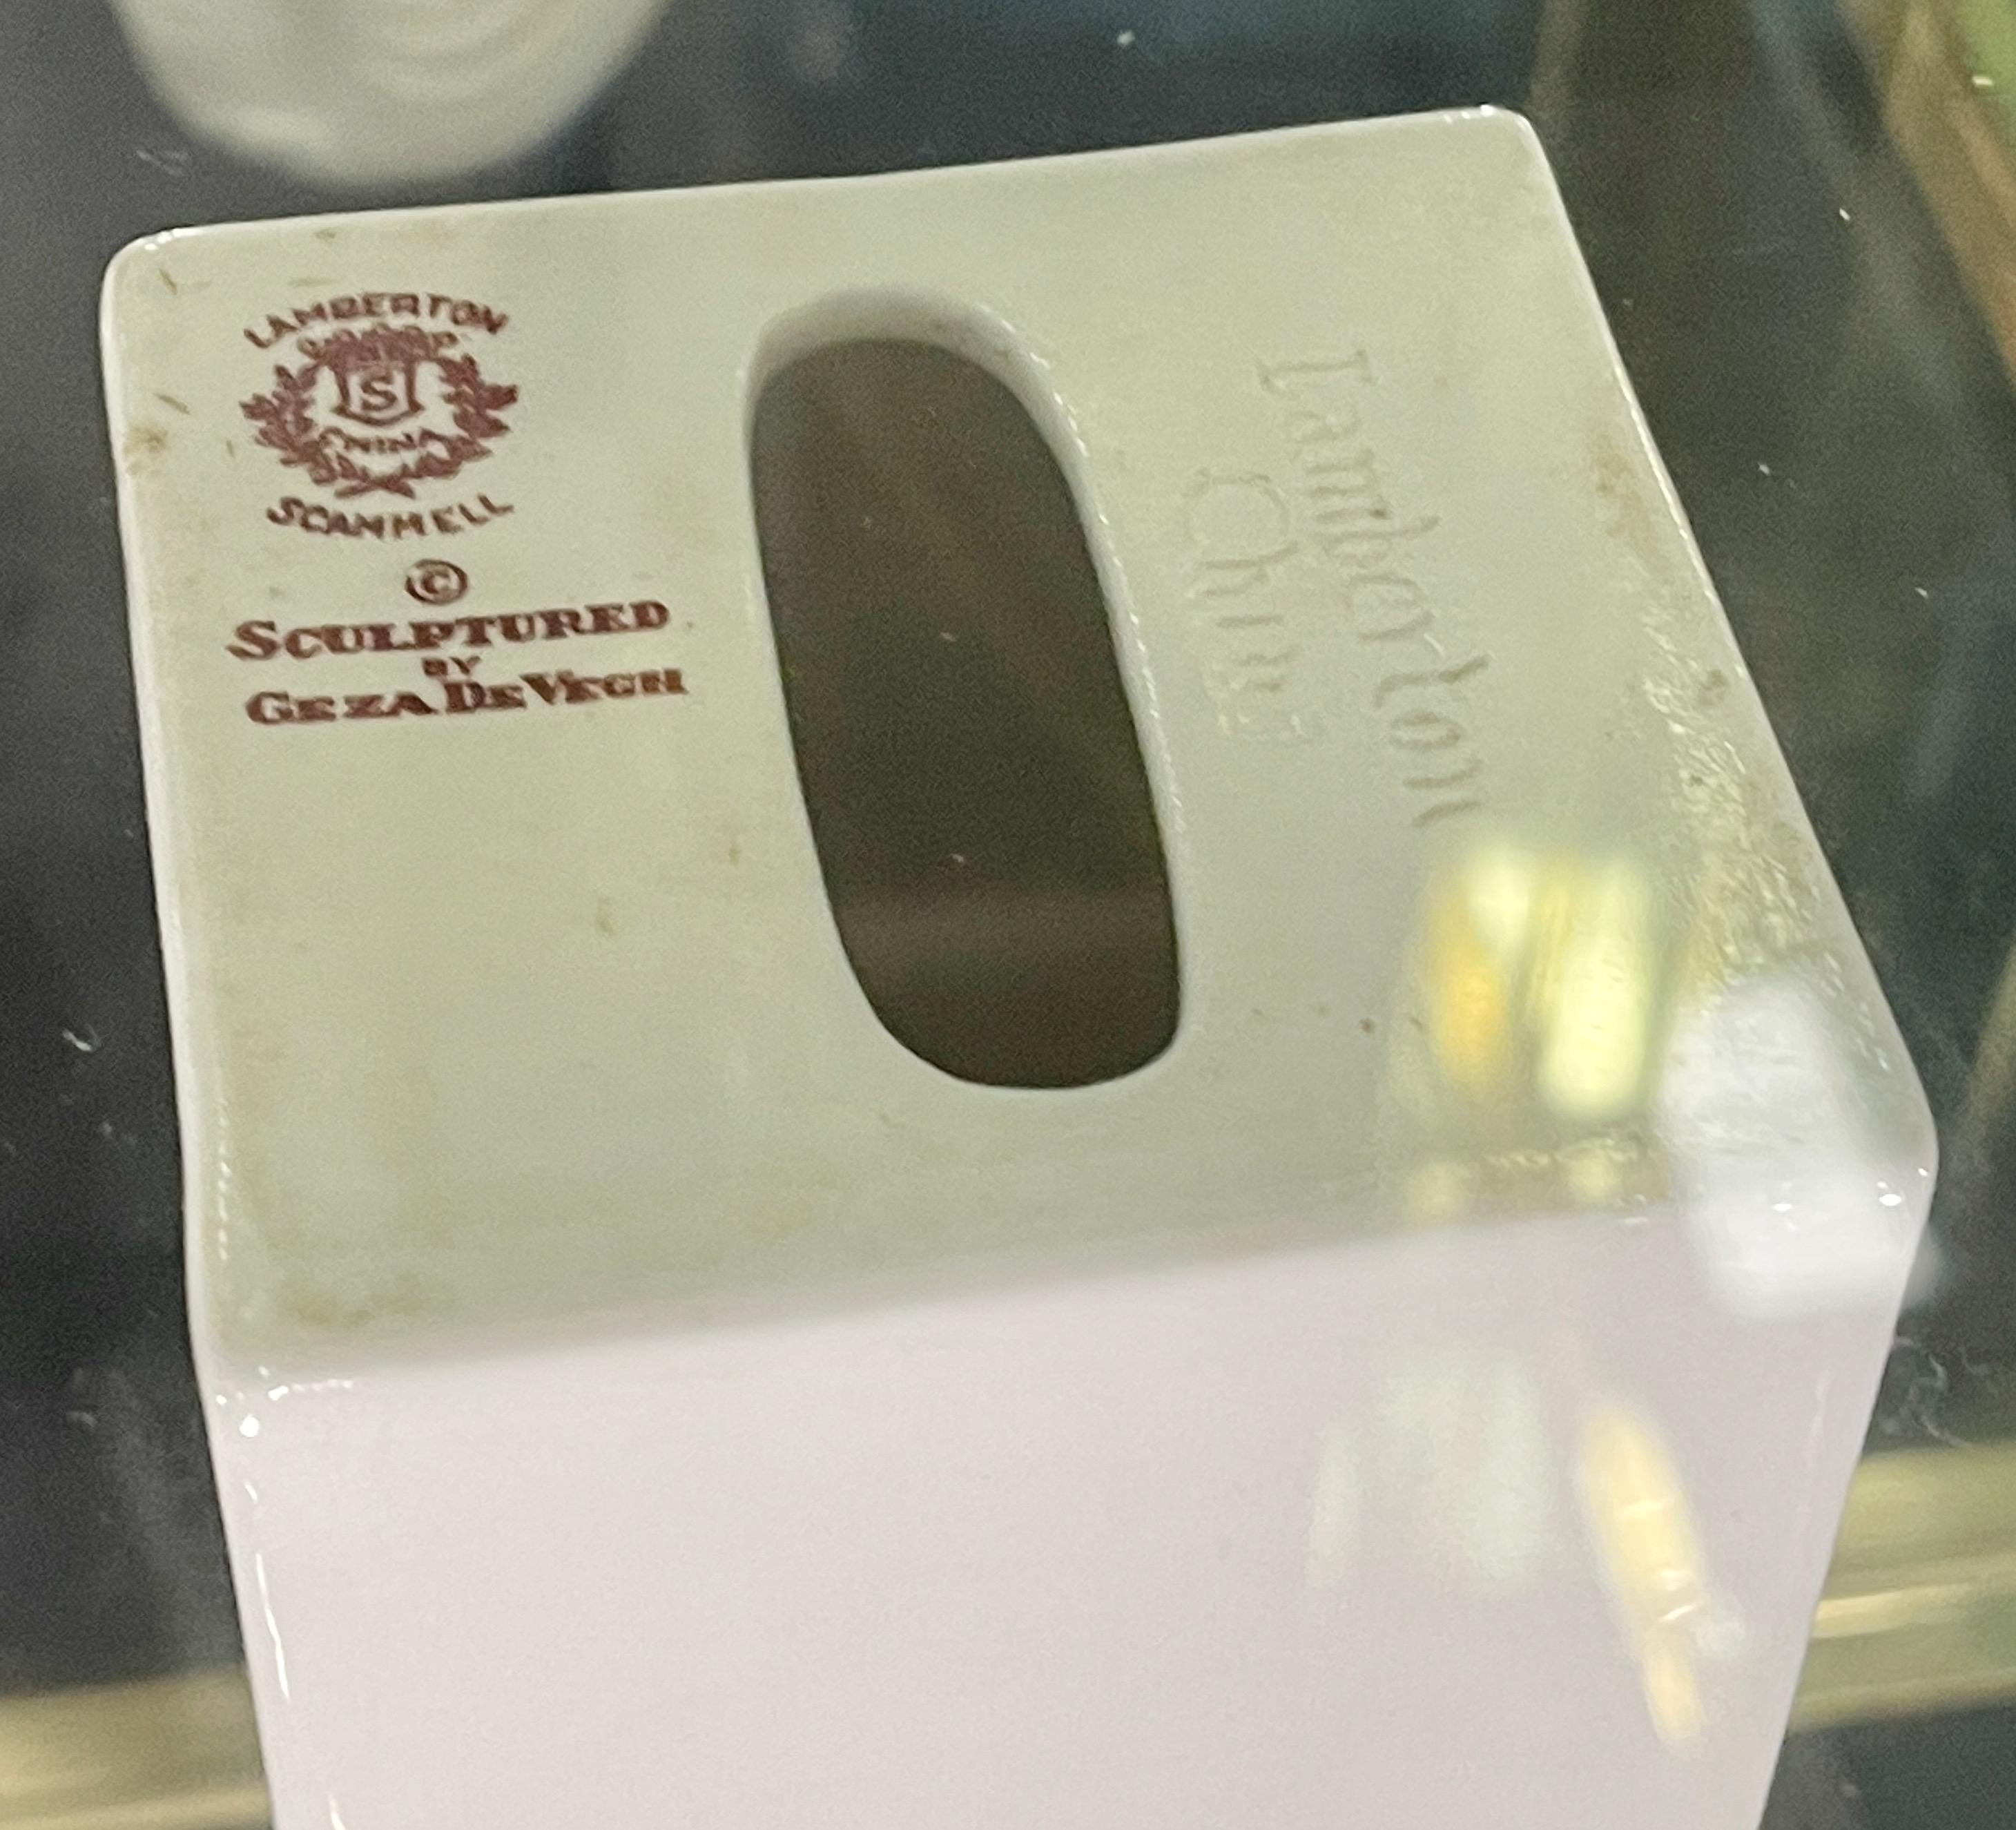 LAMBERTON
S
CHINA
SCAMMELL
©
SCULPTURED
BY
GEZA DE VEGH
Lamberton
China